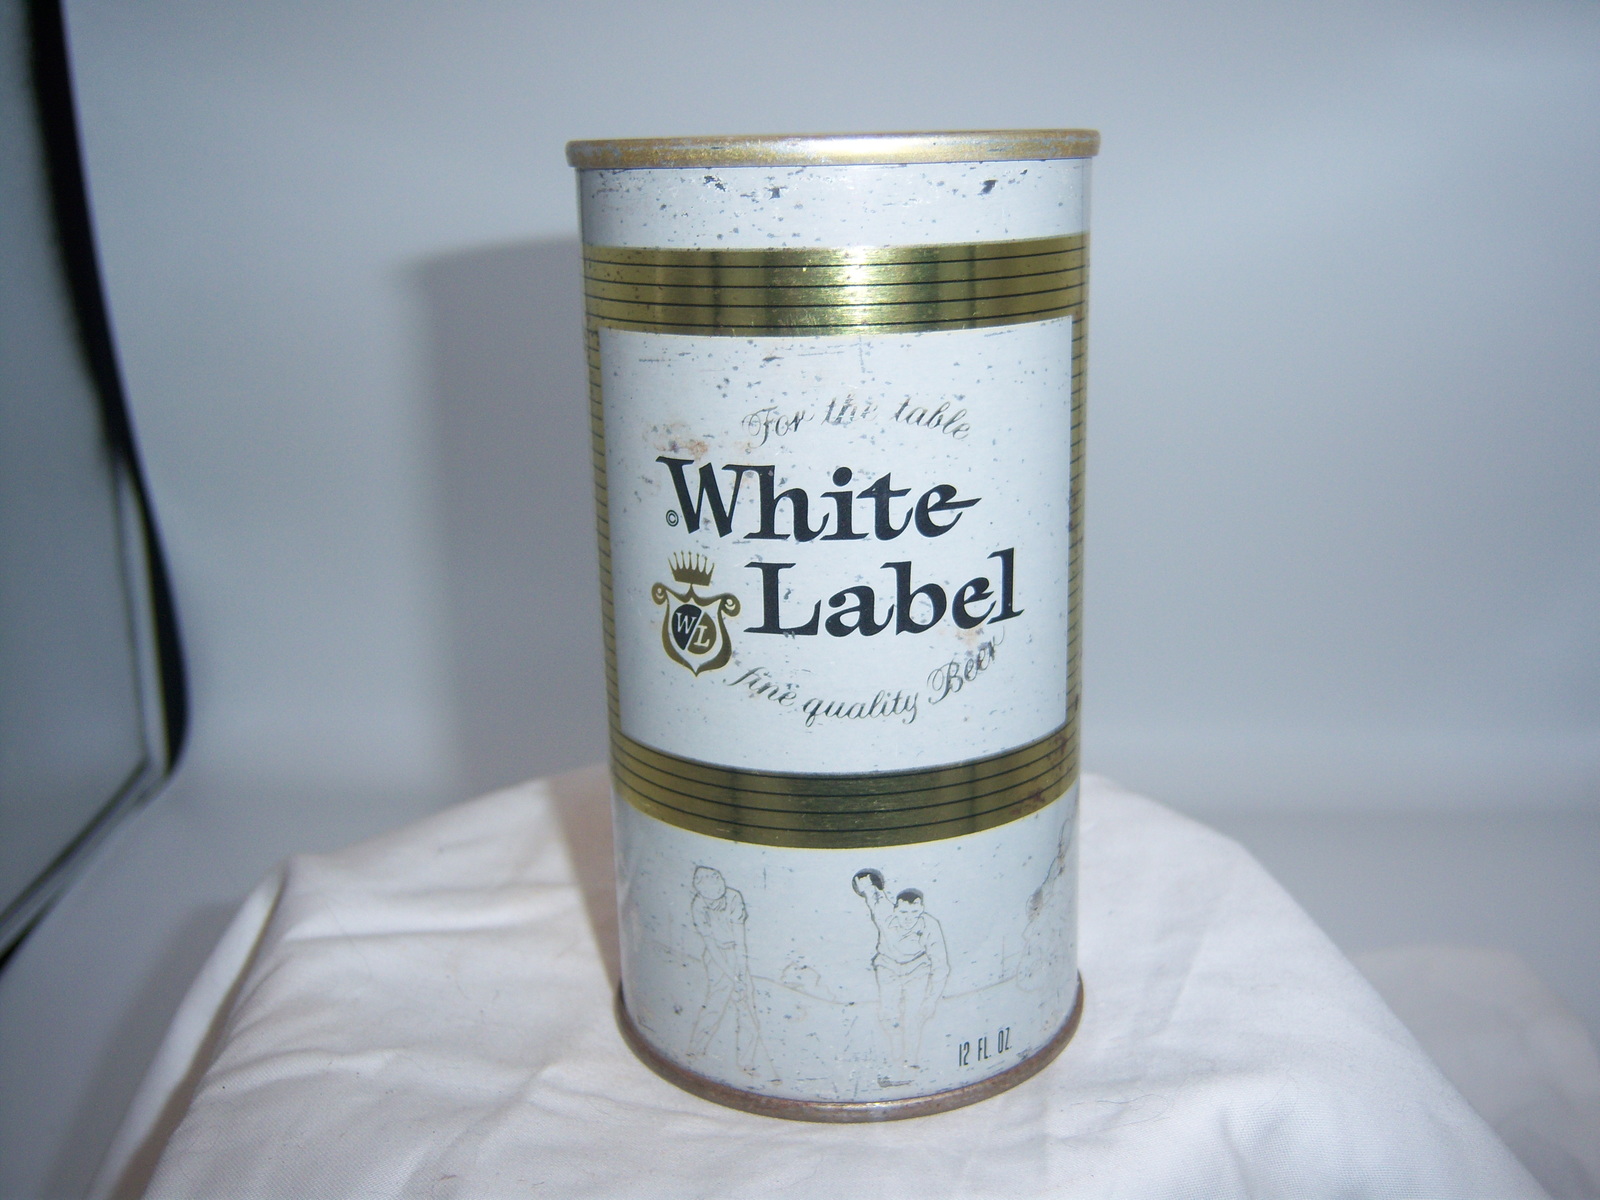 For the table
©White
Label
WL
fine quality Beer
12 FL. OZ.